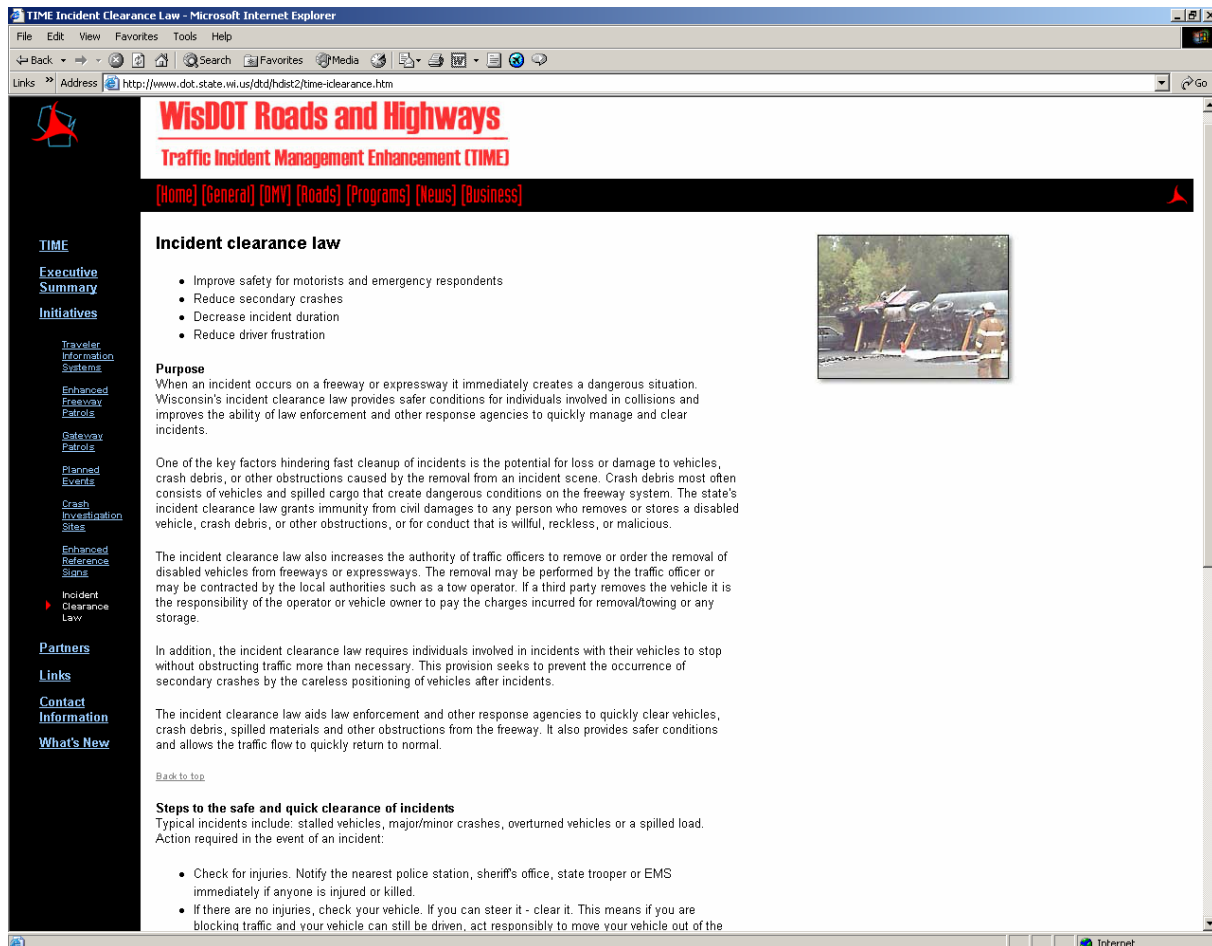 TIME Incident Clearance Law - Microsoft Internet Explorer
File Edit View Favorites Tools Help
Back Search Favorites Media
Links » Address http://www.dot.state.wi.us/dtd/hdist2/time-iclearance.htm Go
WisDOT Roads and Highways
Traffic Incident Management Enhancement (TIME)
[Home] [General] [DMV] [Roads] [Programs] [News] [Business]
TIME
Executive
Summary
Initiatives
Traveler
Information
Systems
Enhanced
Freeway
Patrols
Gateway
Patrols
Planned
Events
Crash
Investigation
Sites
Enhanced
Reference
Signs
Incident
Clearance
Law
Partners
Links
Contact
Information
What's New
Incident clearance law
• Improve safety for motorists and emergency respondents
• Reduce secondary crashes
• Decrease incident duration
• Reduce driver frustration
Purpose
When an incident occurs on a freeway or expressway it immediately creates a dangerous situation.
Wisconsin's incident clearance law provides safer conditions for individuals involved in collisions and
improves the ability of law enforcement and other response agencies to quickly manage and clear
incidents.
One of the key factors hindering fast cleanup of incidents is the potential for loss or damage to vehicles,
crash debris, or other obstructions caused by the removal from an incident scene. Crash debris most often
consists of vehicles and spilled cargo that create dangerous conditions on the freeway system. The state's
incident clearance law grants immunity from civil damages to any person who removes or stores a disabled
vehicle, crash debris, or other obstructions, or for conduct that is willful, reckless, or malicious.
The incident clearance law also increases the authority of traffic officers to remove or order the removal of
disabled vehicles from freeways or expressways. The removal may be performed by the traffic officer or
may be contracted by the local authorities such as a tow operator. If a third party removes the vehicle it is
the responsibility of the operator or vehicle owner to pay the charges incurred for removal/towing or any
storage.
In addition, the incident clearance law requires individuals involved in incidents with their vehicles to stop
without obstructing traffic more than necessary. This provision seeks to prevent the occurrence of
secondary crashes by the careless positioning of vehicles after incidents.
The incident clearance law aids law enforcement and other response agencies to quickly clear vehicles,
crash debris, spilled materials and other obstructions from the freeway. It also provides safer conditions
and allows the traffic flow to quickly return to normal.
Back to top
Steps to the safe and quick clearance of incidents
Typical incidents include: stalled vehicles, major/minor crashes, overturned vehicles or a spilled load.
Action required in the event of an incident:
• Check for injuries. Notify the nearest police station, sheriff's office, state trooper or EMS
immediately if anyone is injured or killed.
• If there are no injuries, check your vehicle. If you can steer it - clear it. This means if you are
blocking traffic and your vehicle can still be driven, act responsibly to move your vehicle out of the
Internet